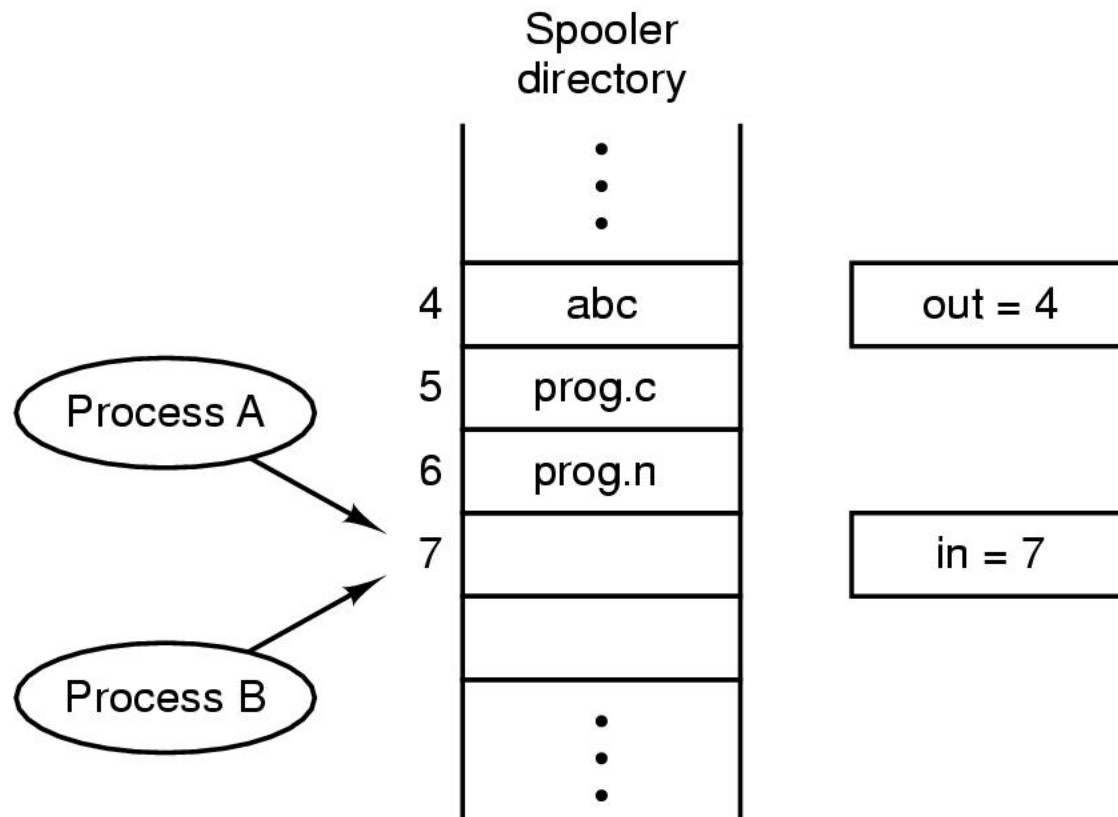 Spooler
directory
4 abc out = 4
Process A
5 prog.c
6 prog.n
7 in = 7
Process B